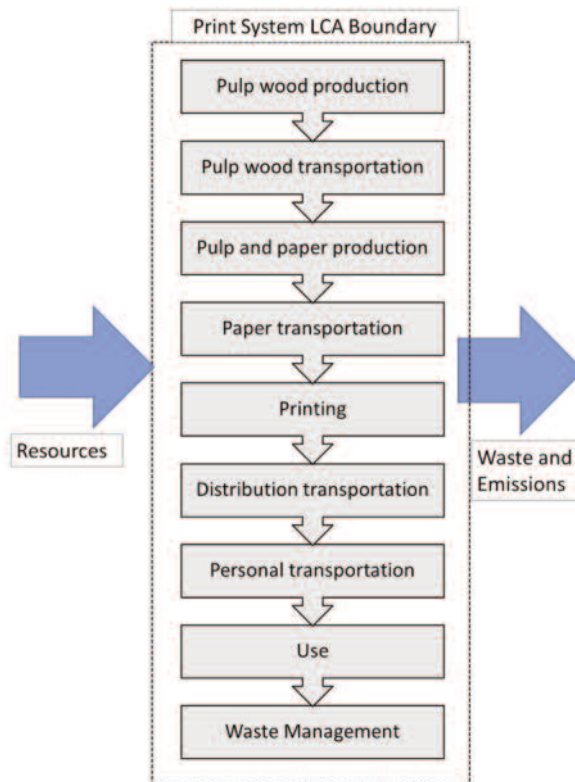 Print System LCA Boundary
Pulp wood production
Pulp wood transportation
Pulp and paper production
Paper transportation
Printing
Resources
Waste and
Emissions
Distribution transportation
Personal transportation
Use
Waste Management